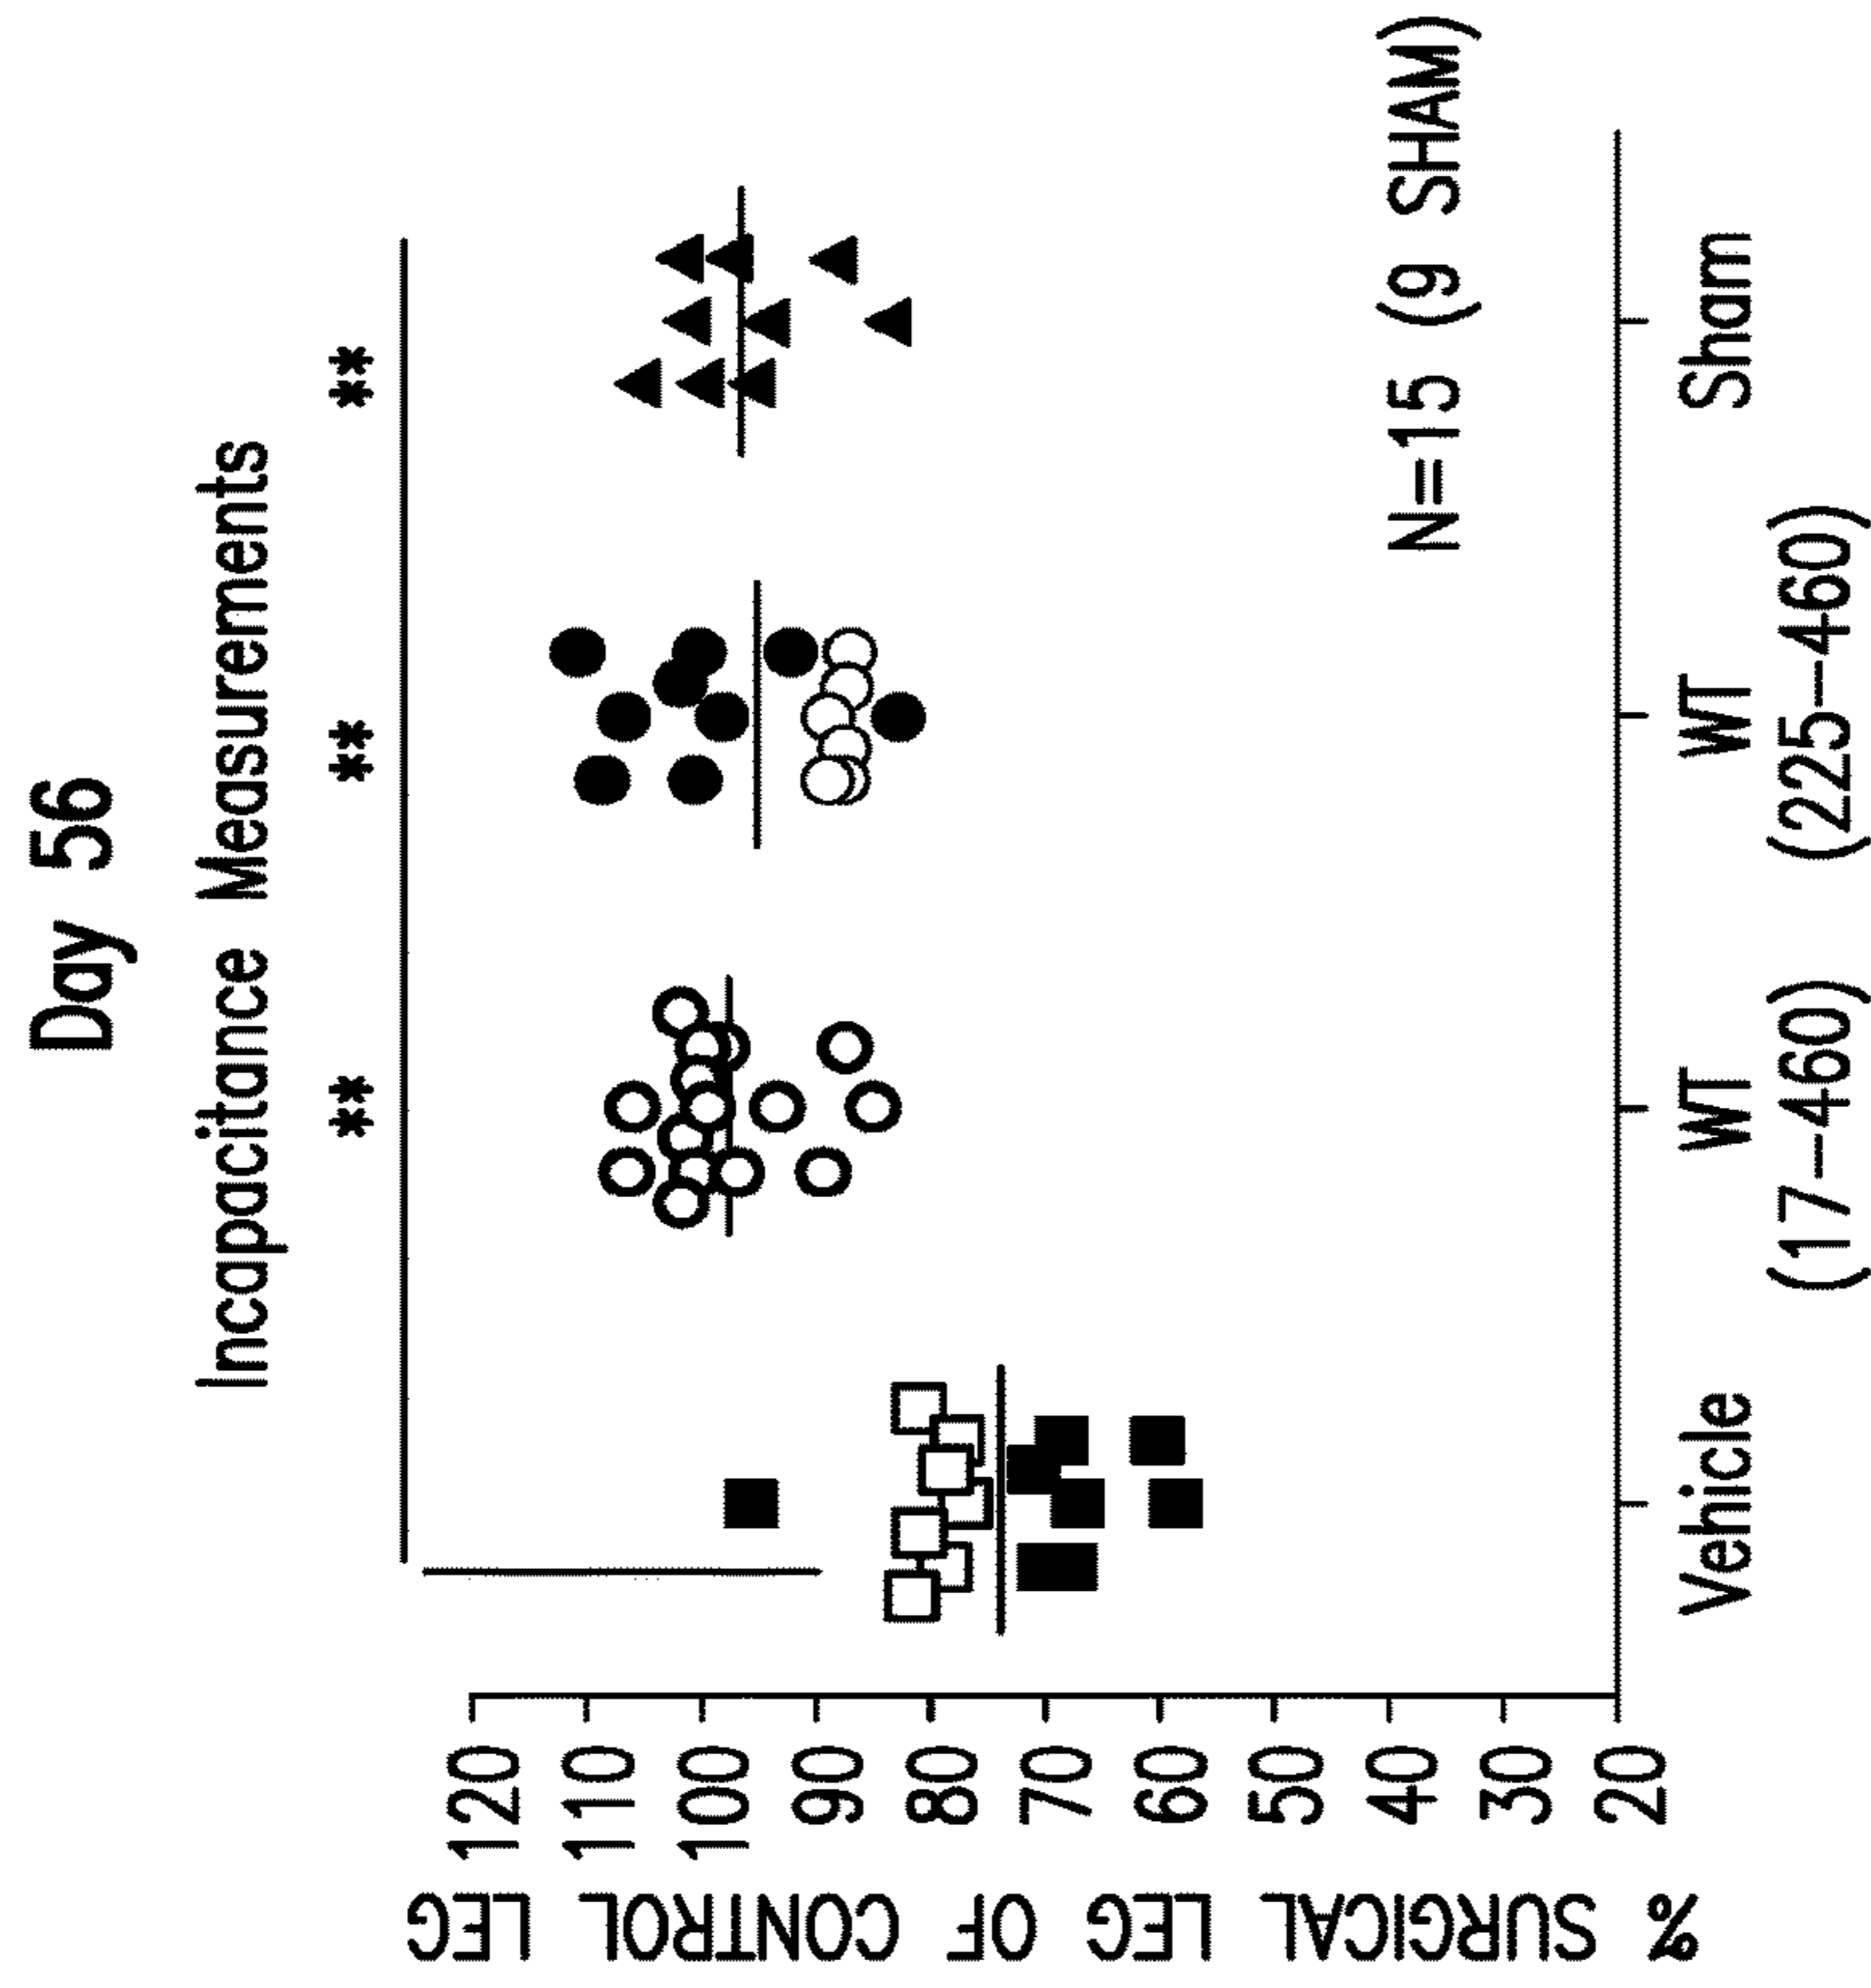 Day 56
Incapacitance Measurements
** ** **
% SURGICAL LEG OF CONTROL LEG
120
110
100
90
80
70
60
50
40
30
20
N=15 (9 SHAM)
Vehicle WT WT Sham
(17-460) (225-460)